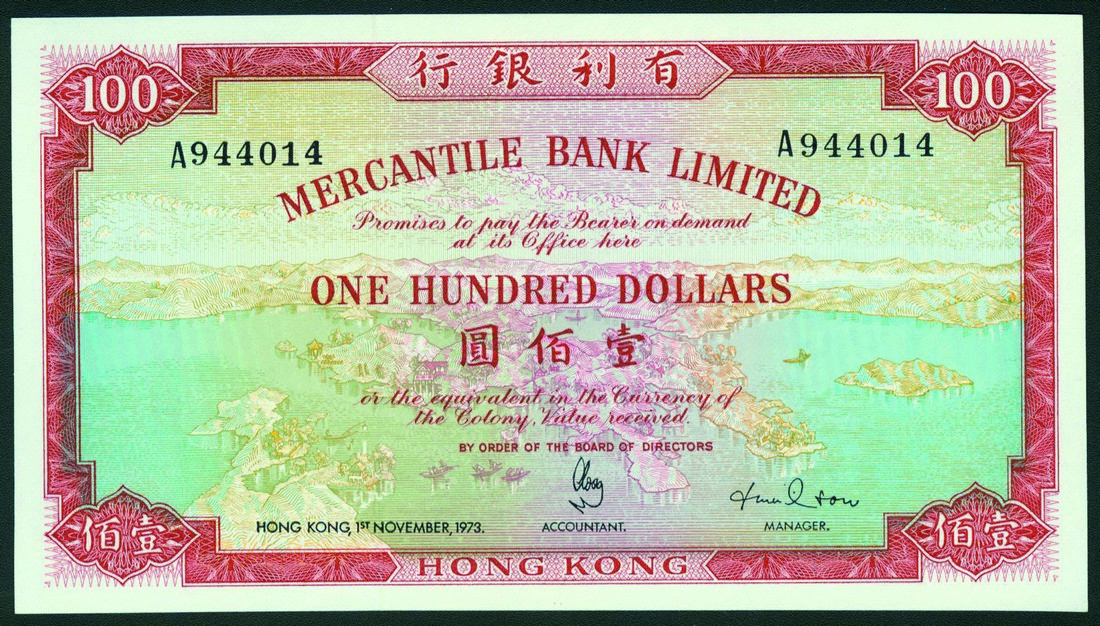 行銀利有
100 100
A944014 A944014
MERCANTILE BANK LIMITED
Promises to pay the Bearer on demand
at its Office here
ONE HUNDRED DOLLARS
圓佰壹
or the equivalent in the Currency of
the Colony, Value received.
BY ORDER OF THE BOARD OF DIRECTORS
HONG KONG, 1ST NOVEMBER, 1973. ACCOUNTANT. MANAGER.
佰壹 佰壹
HONG KONG